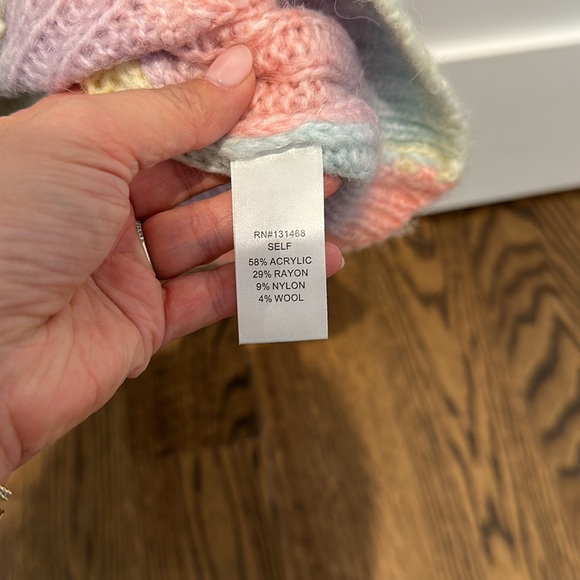 RN#131468
SELF
58% ACRYLIC
29% RAYON
9% NYLON
4% WOOL